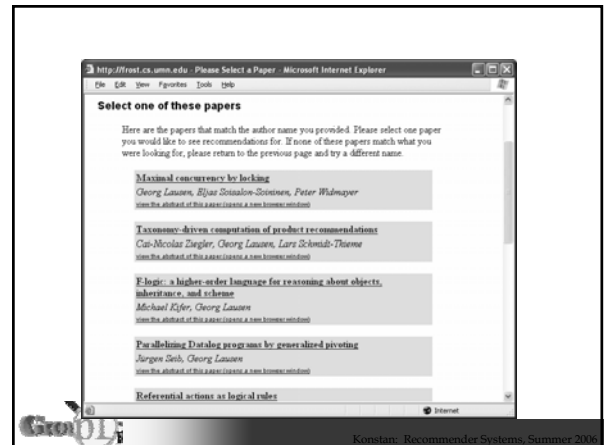 http://frost.cs.umn.edu - Please Select a Paper - Microsoft Internet Explorer
File Edit View Favorites Tools Help
Select one of these papers
Here are the papers that match the author name you provided. Please select one paper
you would like to see recommendations for. If none of these papers match what you
were looking for, please return to the previous page and try a different name.
Maximal concurrency by locking
Georg Lausen, Eljas Soisalon-Soininen, Peter Widmayer
view the abstract of this paper (opens a new browser window)
Taxonomy-driven computation of product recommendations
Cai-Nicolas Ziegler, Georg Lausen, Lars Schmidt-Thieme
view the abstract of this paper (opens a new browser window)
F-logic: a higher-order language for reasoning about objects,
inheritance, and scheme
Michael Kifer, Georg Lausen
view the abstract of this paper (opens a new browser window)
Parallelizing Datalog programs by generalized pivoting
Jürgen Seib, Georg Lausen
view the abstract of this paper (opens a new browser window)
Referential actions as logical rules
Internet
Konstan: Recommender Systems, Summer 2006